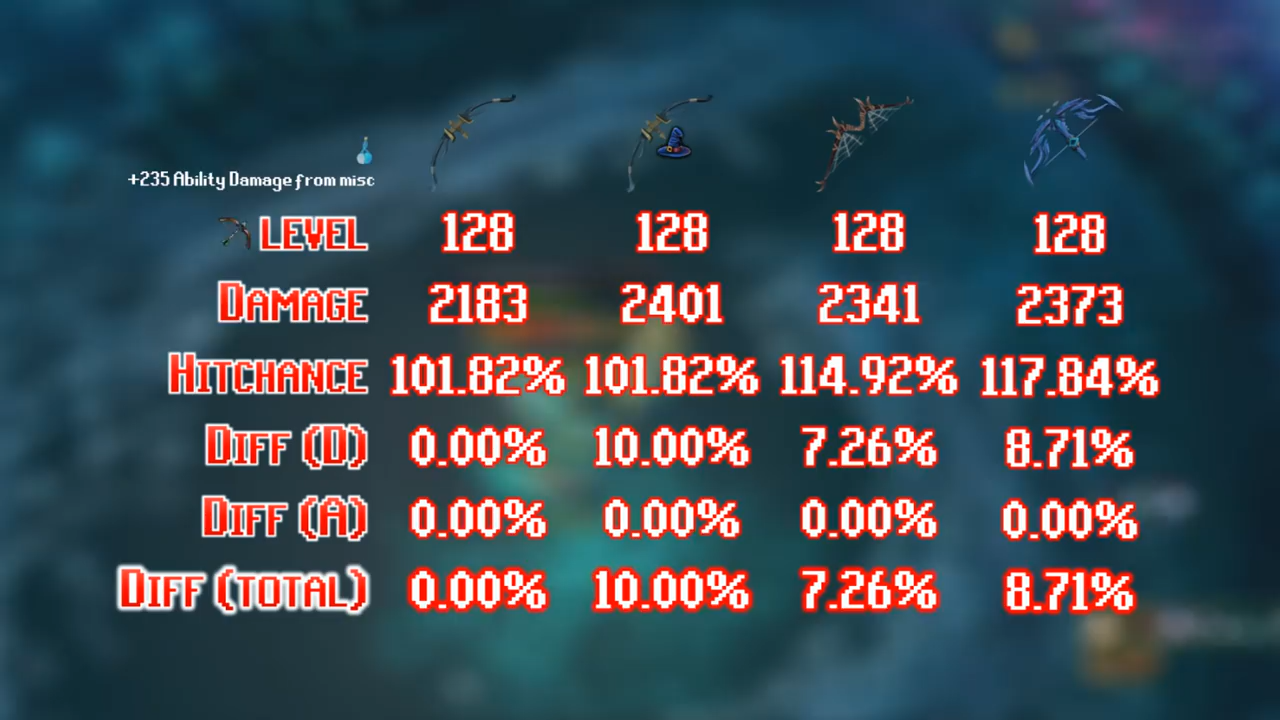 +235 Ability Damage from misc
LEVEL 128 128 128 128
DAMAGE 2183 2401 2341 2373
HITCHANCE 101.82% 101.82% 114.92% 117.84%
DIFF (D) 0.00% 10.00% 7.26% 8.71%
DIFF (A) 0.00% 0.00% 0.00% 0.00%
DIFF (TOTAL) 0.00% 10.00% 7.26% 8.71%